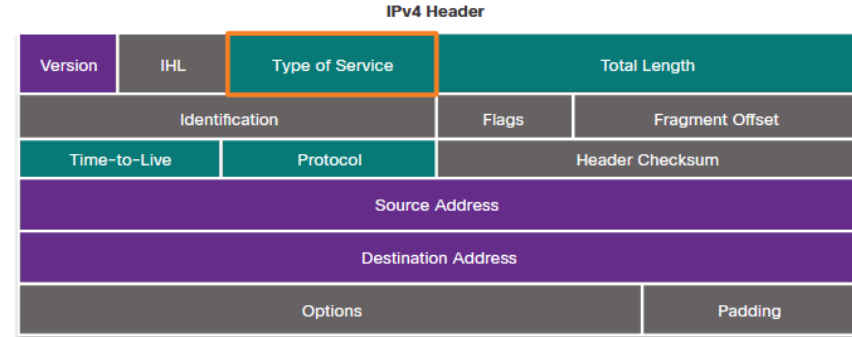 IPv4 Header
Version IHL Type of Service Total Length
Identification Flags Fragment Offset
Time-to-Live Protocol Header Checksum
Source Address
Destination Address
Options Padding